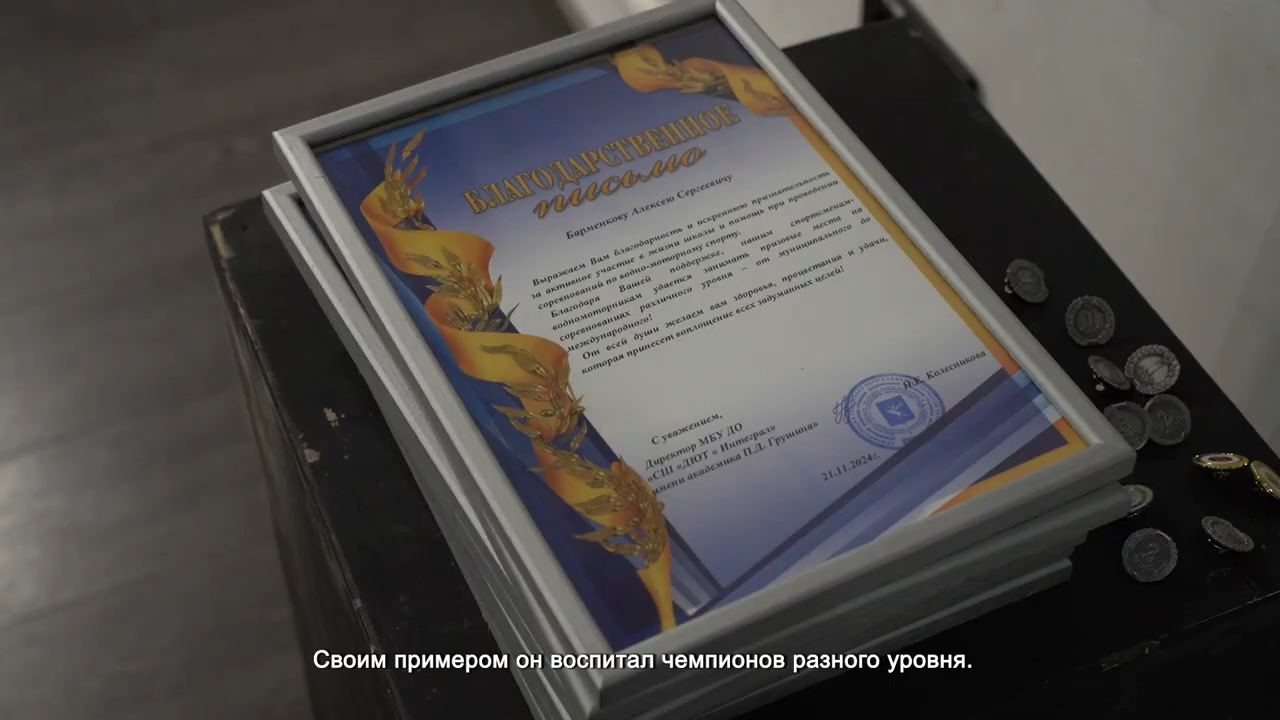 БЛАГОДАРСТВЕННОЕ
письмо
Барменкову Алексею Сергеевичу
Выражаем Вам благодарность и искреннюю признательность
за активное участие в жизни школы и помощь при проведении
соревнований по водно-моторному спорту.
Благодаря Вашей поддержке, нашим спортсменам-
водномоторникам удается занимать призовые места на
соревнованиях различного уровня – от муниципального до
международного!
От всей души желаем вам здоровья, процветания и удачи,
которая принесет воплощение всех задуманных целей!
С уважением,
Директор МБУ ДО
«СШ «ДЮТ « Интеграл»
имени академика П.Д. Грушина»
Колесникова
21.11.2024г.
Своим примером он воспитал чемпионов разного уровня.